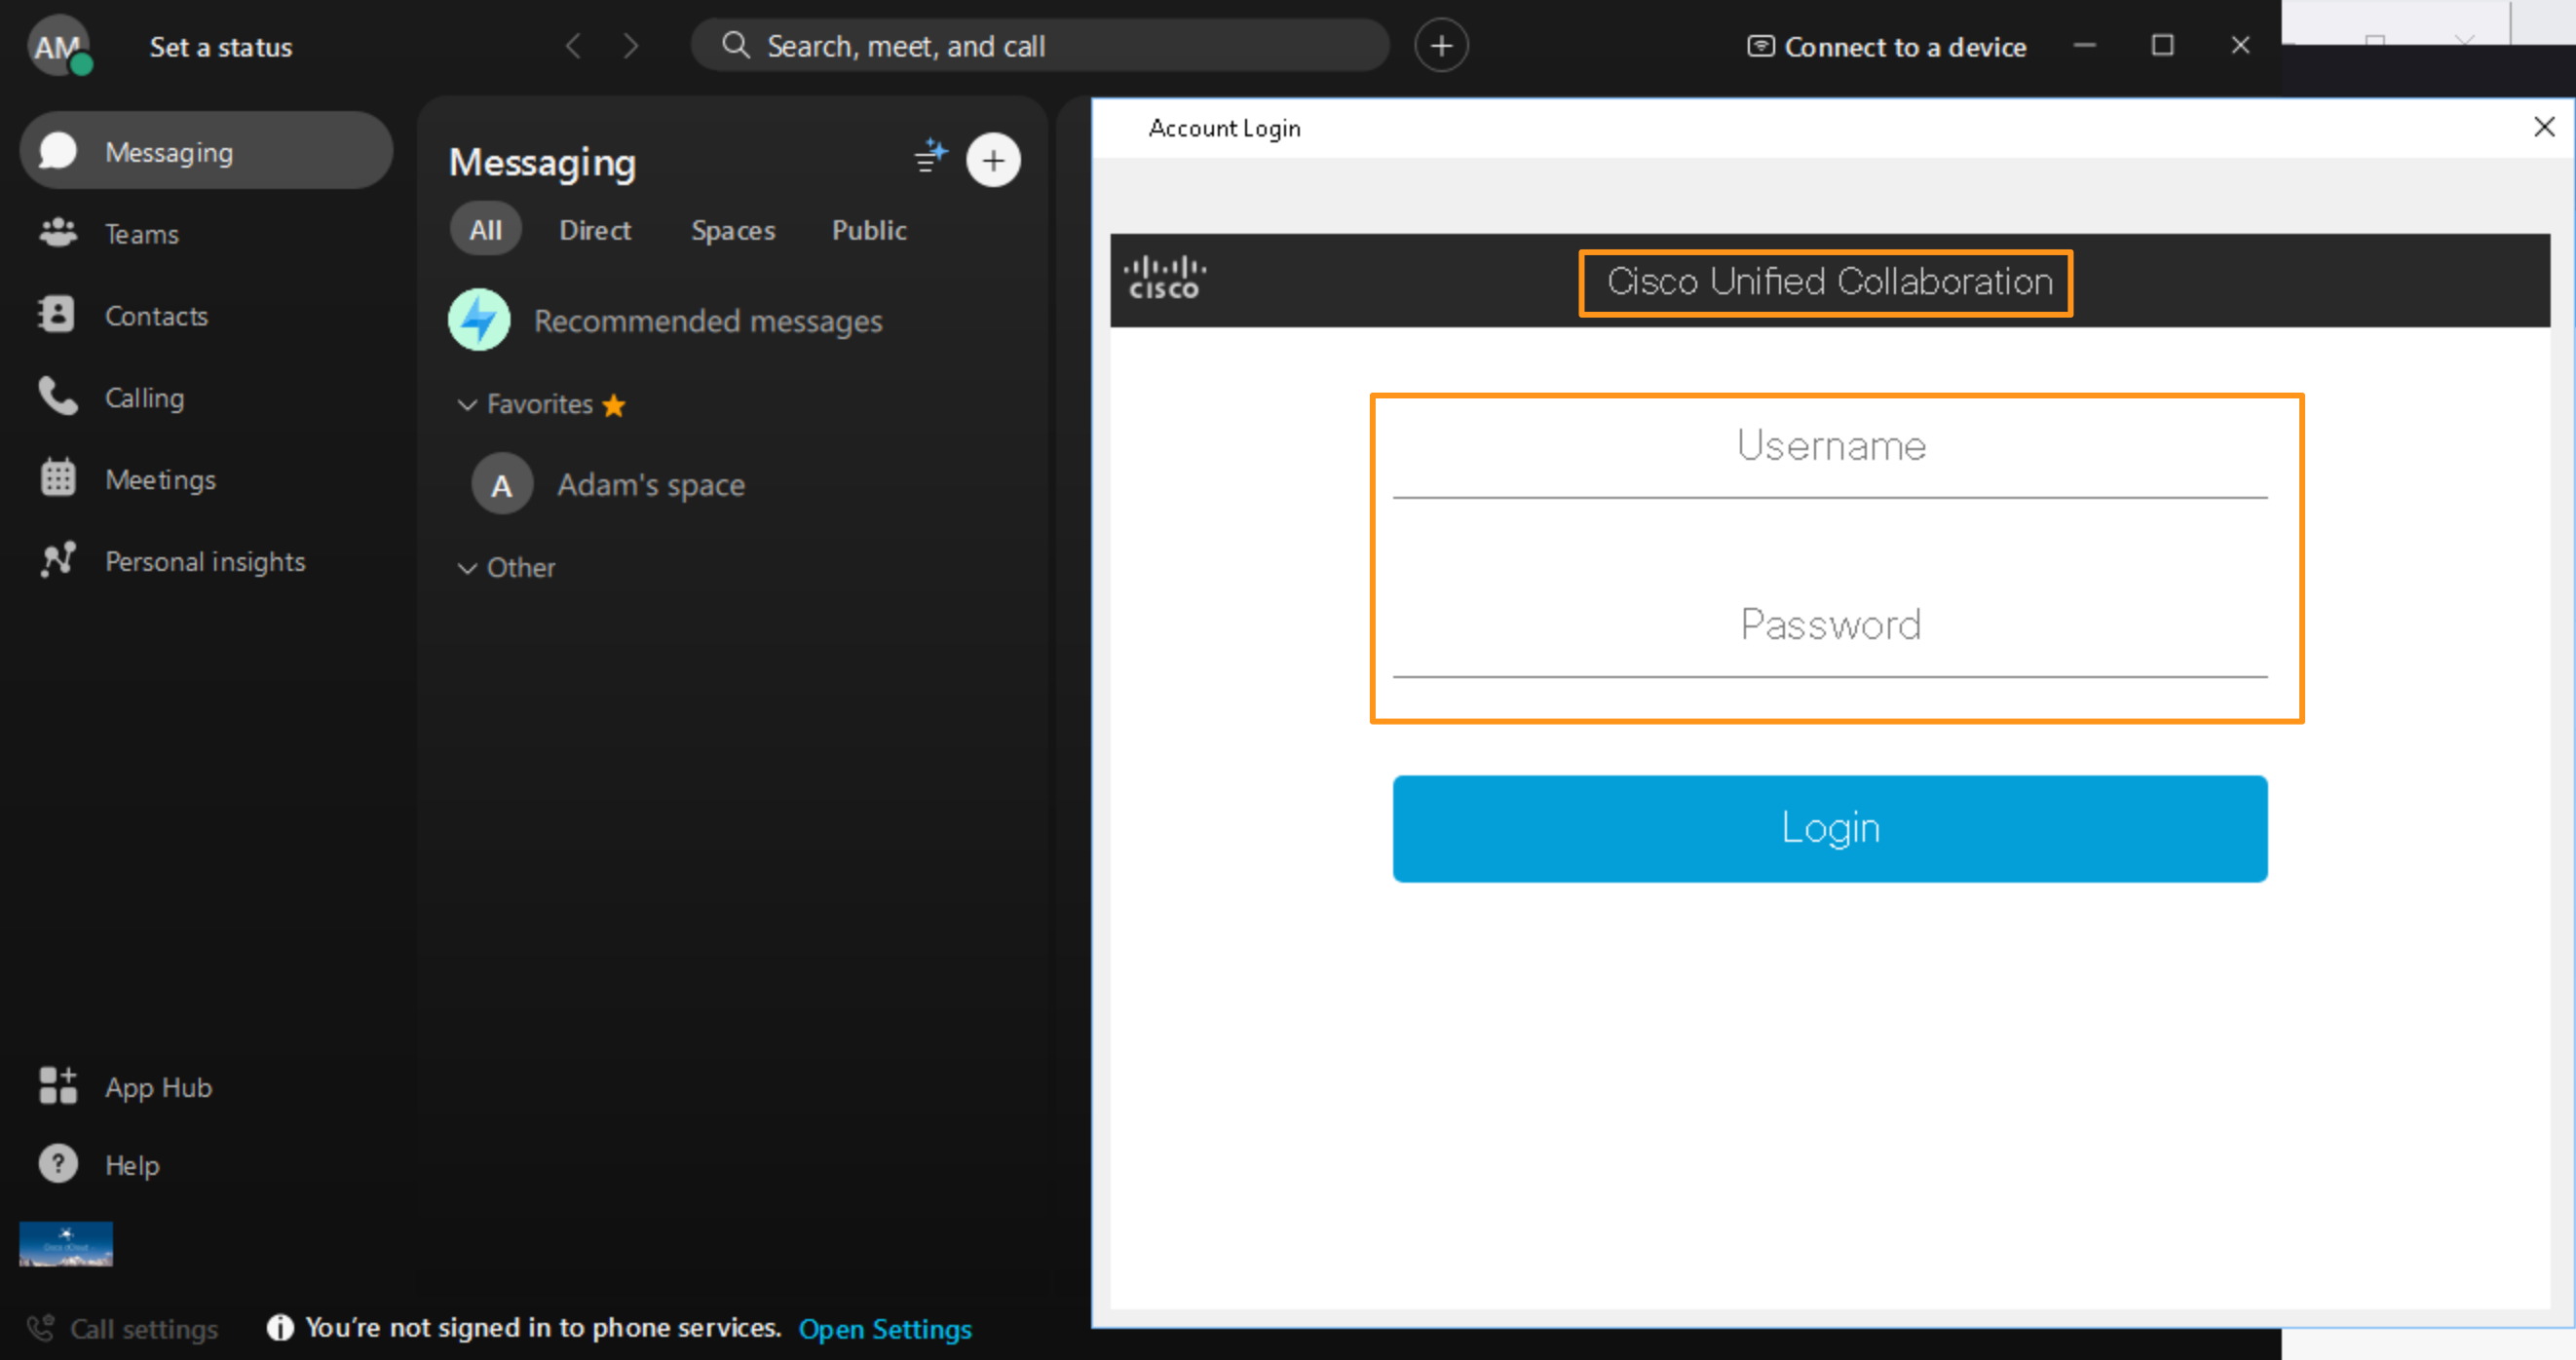 AM
Set a status
Search, meet, and call
Connect to a device
Messaging
Teams
Contacts
Calling
Meetings
Personal insights
App Hub
Help
Messaging
All Direct Spaces Public
Recommended messages
Favorites
A Adam's space
Other
Account Login
CISCO
Cisco Unified Collaboration
Username
Password
Login
Call settings
You're not signed in to phone services. Open Settings